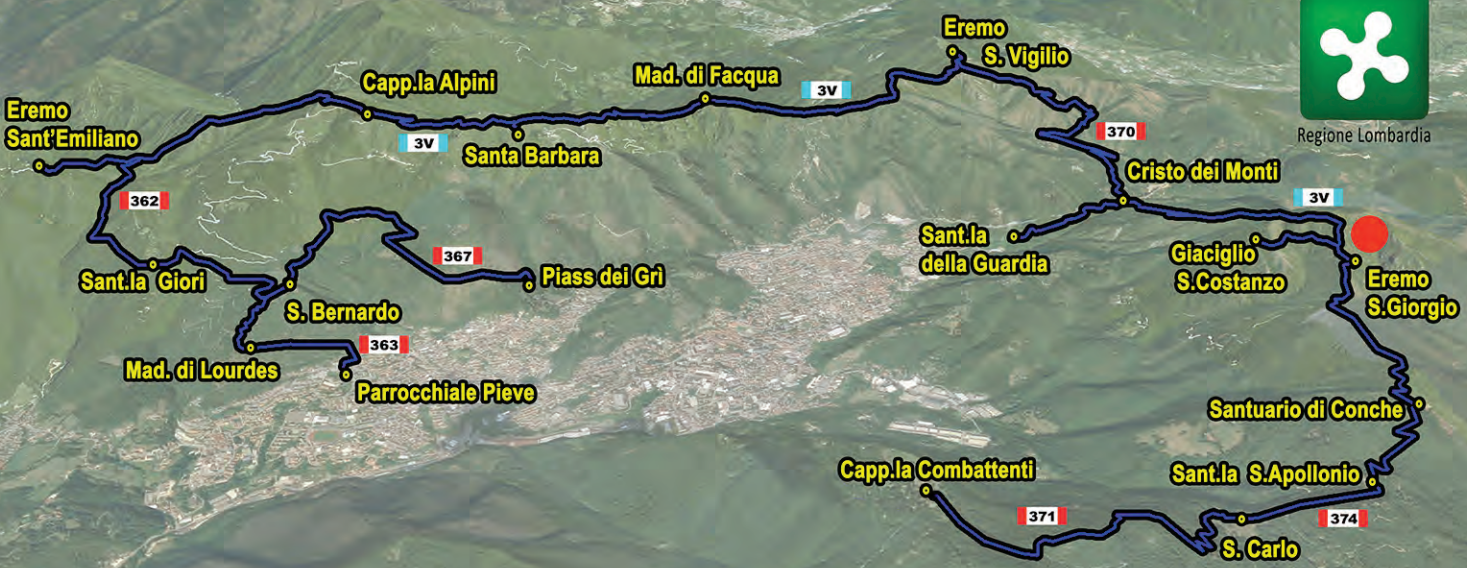 Eremo
S. Vigilio
Capp.la Alpini
Mad. di Facqua
3V
Eremo
Sant'Emiliano
3V
Santa Barbara
370
Regione Lombardia
Cristo dei Monti
362
3V
Sant.la
della Guardia
Giaciglio
S.Costanzo
Eremo
S.Giorgio
367
Piass dei Grì
Sant.la Giori
S. Bernardo
363
Mad. di Lourdes
Parrocchiale Pieve
Santuario di Conche
Capp.la Combattenti
Sant.la S.Apollonio
371
374
S. Carlo